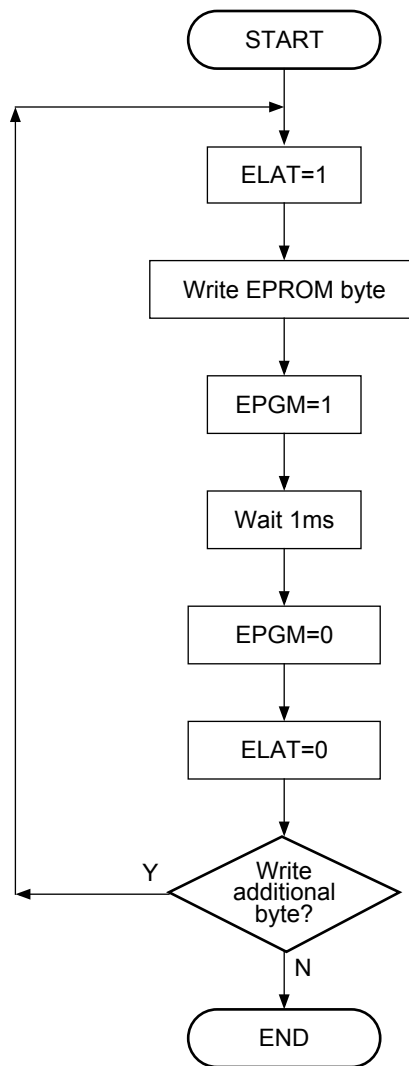 START
ELAT=1
Write EPROM byte
EPGM=1
Wait 1ms
EPGM=0
ELAT=0
Y
Write
additional
byte?
N
END